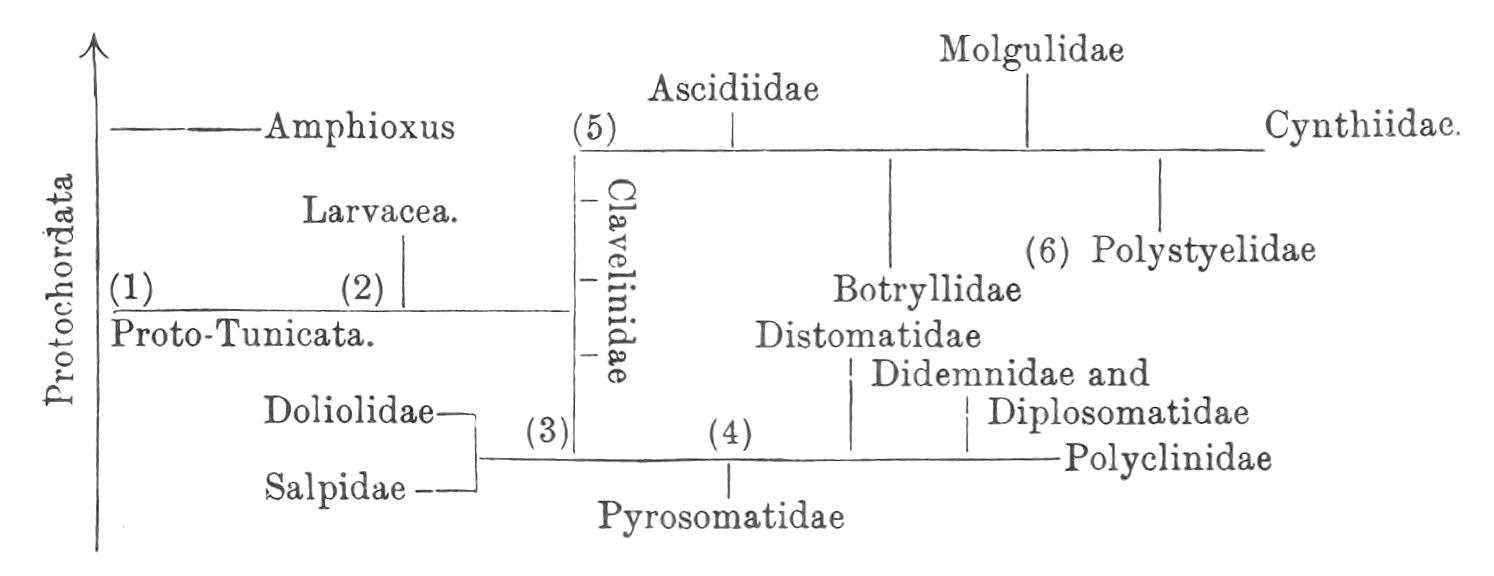 Molgulidae
Ascidiidae
Amphioxus
(5)
Cynthiidae.
Protochordata
Clavelinidae
Larvacea.
(6) Polystyelidae
(1)
(2)
Botryllidae
Proto-Tunicata.
Distomatidae
Didemnidae and
Diplosomatidae
Doliolidae
(3)
(4)
Polyclinidae
Salpidae
Pyrosomatidae